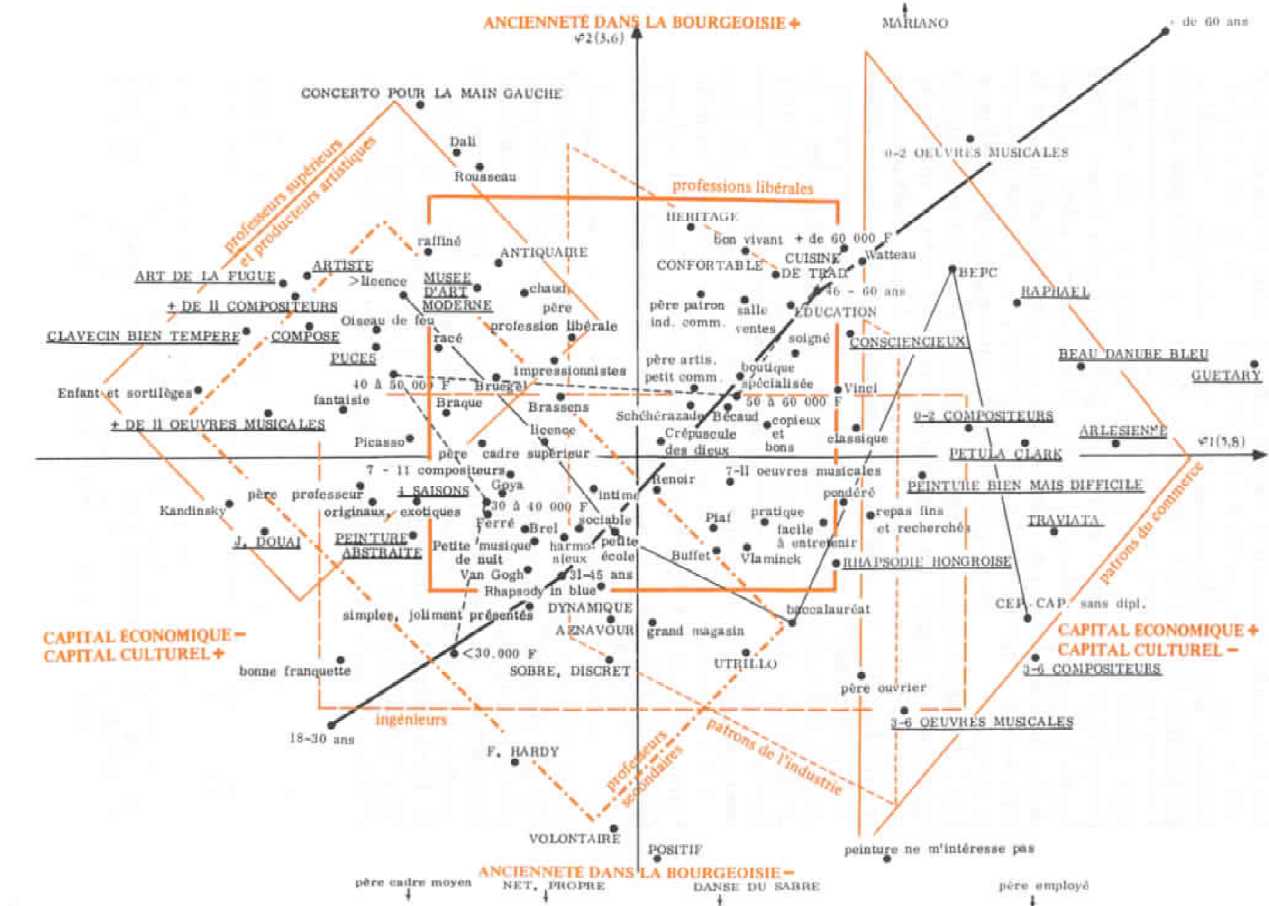 ANCIENNETÉ DANS LA BOURGEOISIE +
MARIANO
+ de 60 ans
φ2(3,6)
CONCERTO POUR LA MAIN GAUCHE
Dali
Rousseau
0-2 OEUVRES MUSICALES
professeurs supérieurs
et producteurs artistiques
professions libérales
HERITAGE
raffiné
bon vivant
+ de 60 000 F
ANTIQUAIRE
CONFORTABLE
CUISINE
DE TRAD.
Watteau
BEPC
ART DE LA FUGUE
ARTISTE
>licence
MUSEE
D'ART
MODERNE
chaud
46 - 60 ans
RAPHAEL
+ DE 11 COMPOSITEURS
père
profession libérale
père patron
ind. comm.
salle
ventes
EDUCATION
CLAVECIN BIEN TEMPERE
COMPOSE
Oiseau de feu
racé
soigné
CONSCIENCIEUX
PUCES
impressionnistes
père artis.
petit comm.
boutique
spécialisée
BEAU DANUBE BLEU
GUETARY
Enfant et sortilèges
40 à 50.000 F
Bruegel
Vinci
fantaisie
Braque
Brassens
Schéhérazade
Bécaud
50 à 60 000 F
+ DE 11 OEUVRES MUSICALES
copieux
et
bons
0-2 COMPOSITEURS
Picasso
licence
père cadre supérieur
Crépuscule
des dieux
classique
ARLESIENNE
PETULA CLARK
φ1(5,8)
7 - 11 compositeurs
Goya
Renoir
7-11 oeuvres musicales
PEINTURE BIEN MAIS DIFFICILE
père professeur
4 SAISONS
originaux, exotiques
intime
pondéré
Kandinsky
30 à 40 000 F
Ferré
sociable
Piaf
pratique
facile
à entretenir
repas fins
et recherchés
TRAVIATA
J. DOUAI
PEINTURE
ABSTRAITE
Brel
petite
école
Petite musique
de nuit
harmo-
nieux
Buffet
Vlaminck
RHAPSODIE HONGROISE
patrons du commerce
Van Gogh
31-45 ans
Rhapsody in blue
simples, joliment présentés
DYNAMIQUE
AZNAVOUR
grand magasin
baccalauréat
CEP. CAP. sans dipl.
CAPITAL ÉCONOMIQUE –
CAPITAL CULTUREL +
CAPITAL ÉCONOMIQUE +
CAPITAL CULTUREL –
bonne franquette
<30.000 F
SOBRE, DISCRET
UTRILLO
3-6 COMPOSITEURS
père ouvrier
ingénieurs
3-6 OEUVRES MUSICALES
18-30 ans
F. HARDY
professeurs
secondaires
patrons de l'industrie
VOLONTAIRE
POSITIF
peinture ne m'intéresse pas
ANCIENNETÉ DANS LA BOURGEOISIE –
père cadre moyen
NET, PROPRE
DANSE DU SABRE
père employé